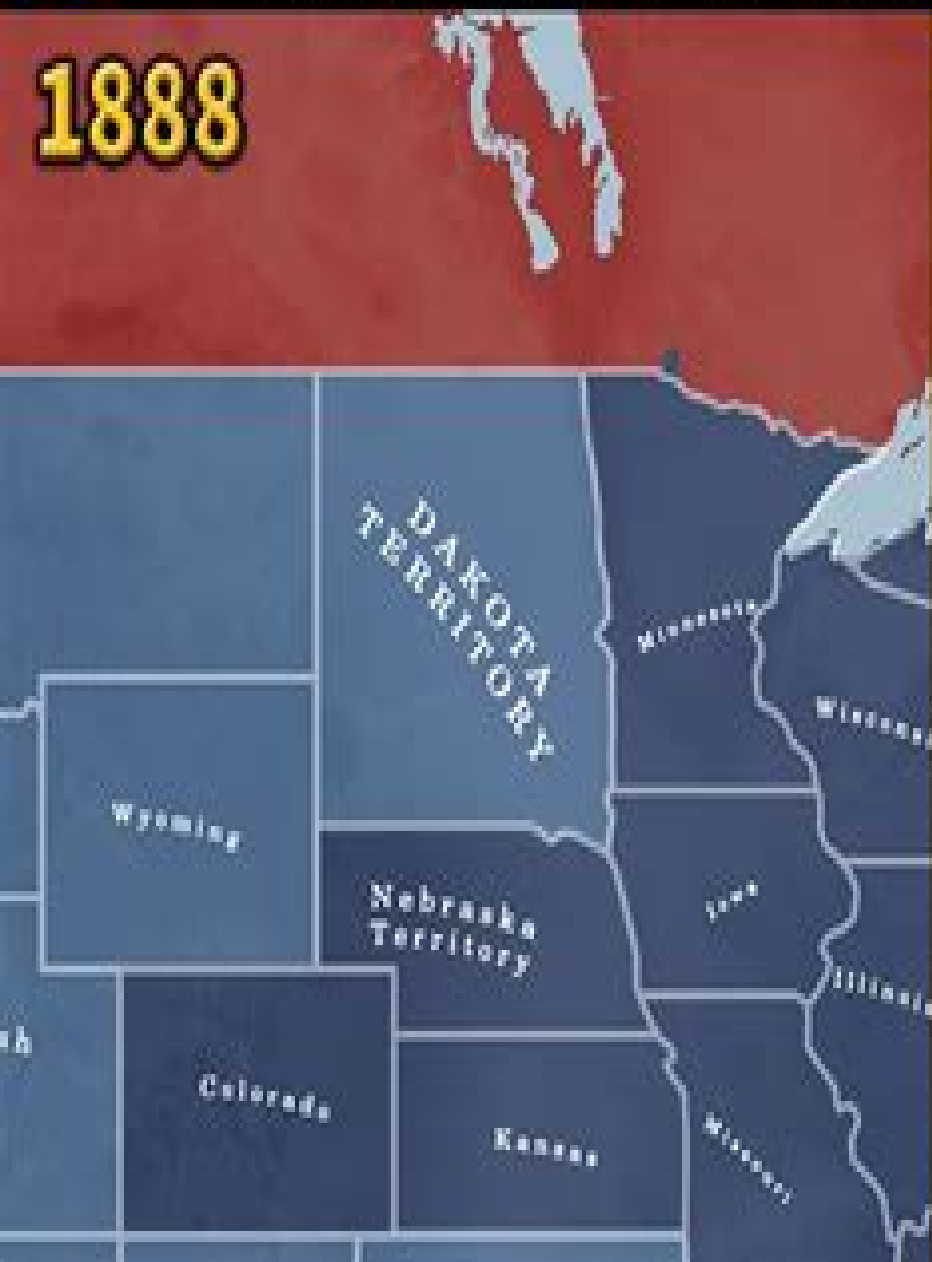 1888
DAKOTA
TERRITORY
Minnesota
Wyoming
Nebraska
Territory
Iowa
Colorado
Kansas
Missouri